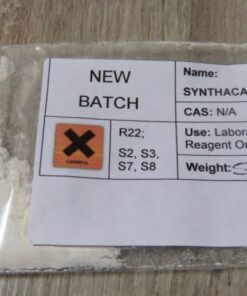 NEW
BATCH
R22;
S2, S3,
S7, S8
Name:
SYNTHACA
CAS: N/A
Use: Labora
Reagent On
Weight: